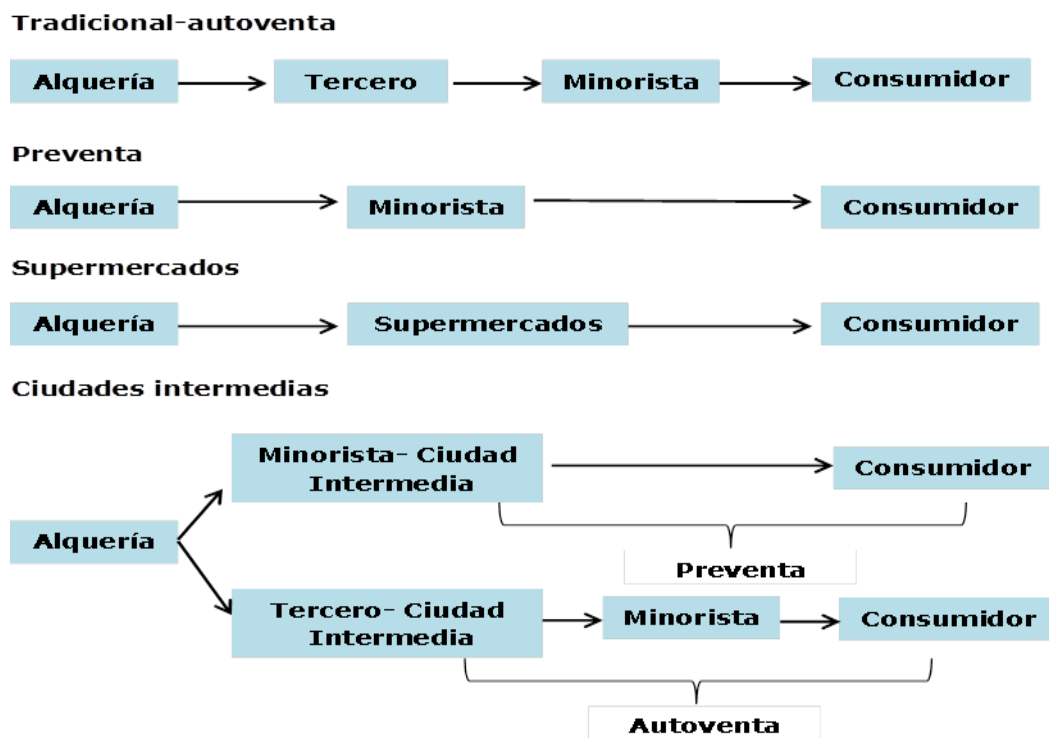 Tradicional-autoventa
Alquería
Tercero
Minorista
Consumidor
Preventa
Alquería
Minorista
Consumidor
Supermercados
Alquería
Supermercados
Consumidor
Ciudades intermedias
Alquería
Minorista- Ciudad
Intermedia
Consumidor
Preventa
Tercero- Ciudad
Intermedia
Minorista
Consumidor
Autoventa